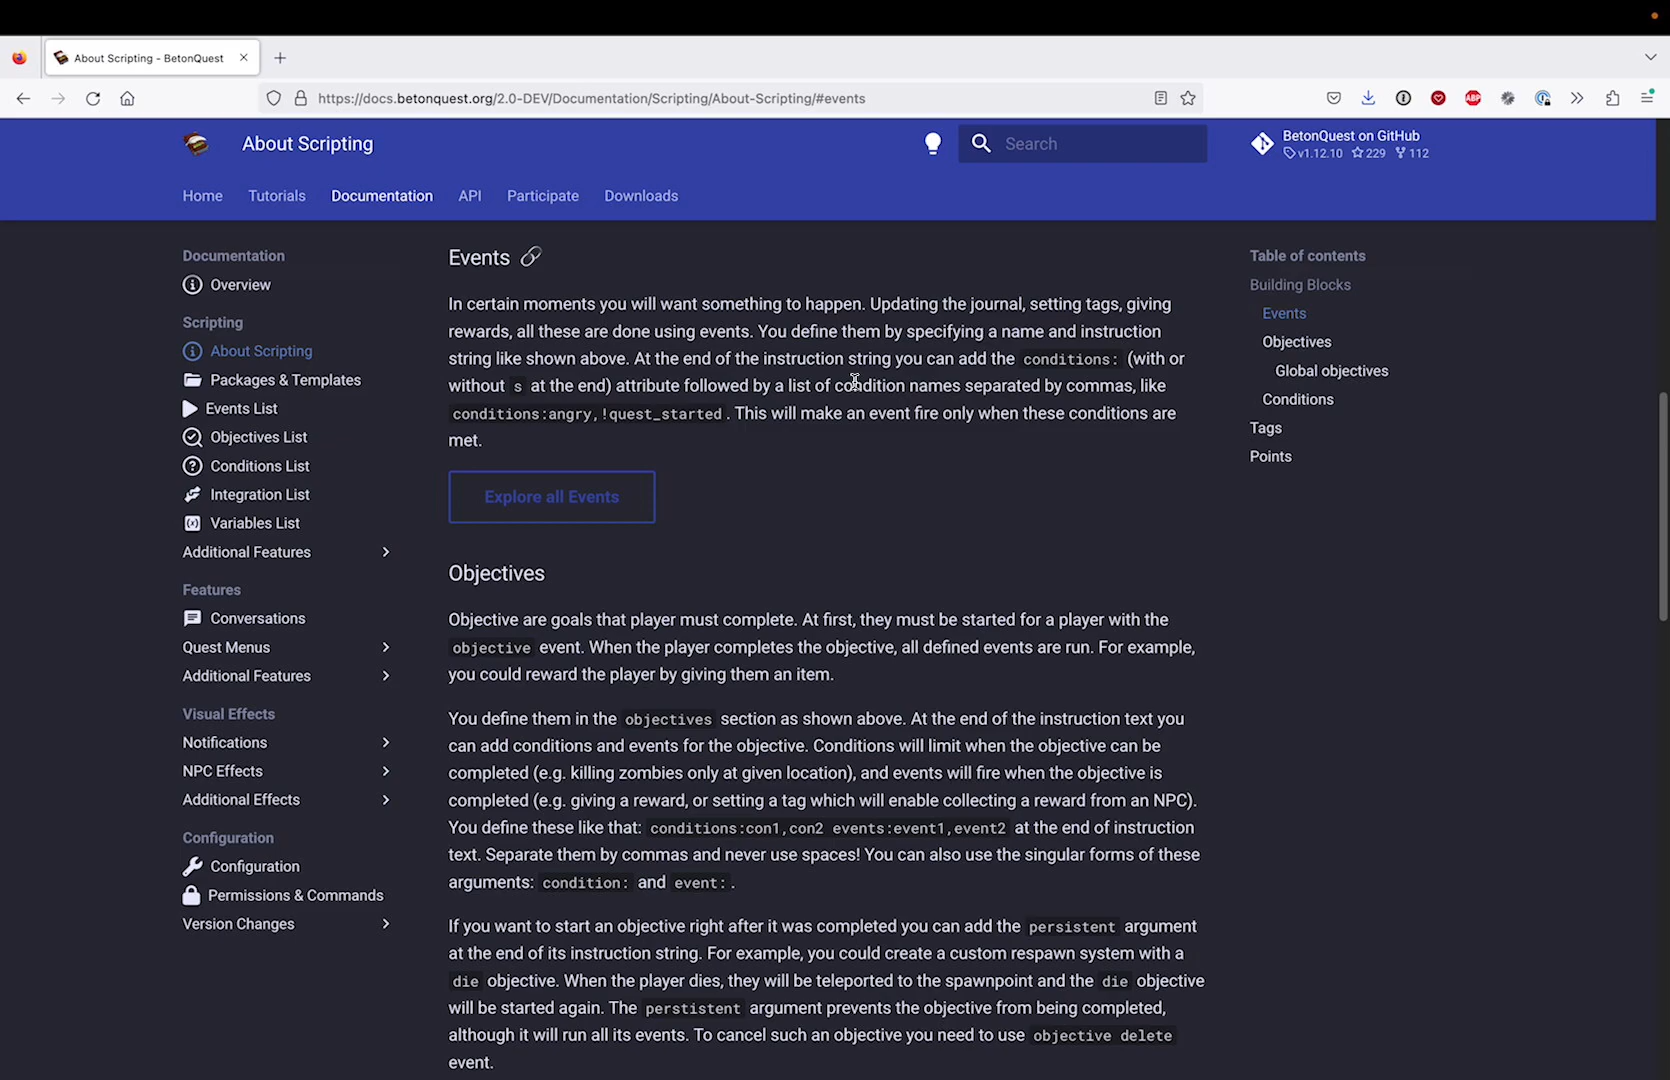 About Scripting - BetonQuest
https://docs.betonquest.org/2.0-DEV/Documentation/Scripting/About-Scripting/#events
ABP
About Scripting
Search
BetonQuest on GitHub
v1.12.10 229 112
Home Tutorials Documentation API Participate Downloads
Documentation
Overview
Scripting
About Scripting
Packages & Templates
Events List
Objectives List
Conditions List
Integration List
Variables List
Additional Features
Features
Conversations
Quest Menus
Additional Features
Visual Effects
Notifications
NPC Effects
Additional Effects
Configuration
Configuration
Permissions & Commands
Version Changes
Events
In certain moments you will want something to happen. Updating the journal, setting tags, giving
rewards, all these are done using events. You define them by specifying a name and instruction
string like shown above. At the end of the instruction string you can add the conditions: (with or
without s at the end) attribute followed by a list of condition names separated by commas, like
conditions:angry,!quest_started. This will make an event fire only when these conditions are
met.
Explore all Events
Objectives
Objective are goals that player must complete. At first, they must be started for a player with the
objective event. When the player completes the objective, all defined events are run. For example,
you could reward the player by giving them an item.
You define them in the objectives section as shown above. At the end of the instruction text you
can add conditions and events for the objective. Conditions will limit when the objective can be
completed (e.g. killing zombies only at given location), and events will fire when the objective is
completed (e.g. giving a reward, or setting a tag which will enable collecting a reward from an NPC).
You define these like that: conditions:con1,con2 events:event1,event2 at the end of instruction
text. Separate them by commas and never use spaces! You can also use the singular forms of these
arguments: condition: and event:.
If you want to start an objective right after it was completed you can add the persistent argument
at the end of its instruction string. For example, you could create a custom respawn system with a
die objective. When the player dies, they will be teleported to the spawnpoint and the die objective
will be started again. The perstistent argument prevents the objective from being completed,
although it will run all its events. To cancel such an objective you need to use objective delete
event.
Table of contents
Building Blocks
Events
Objectives
Global objectives
Conditions
Tags
Points